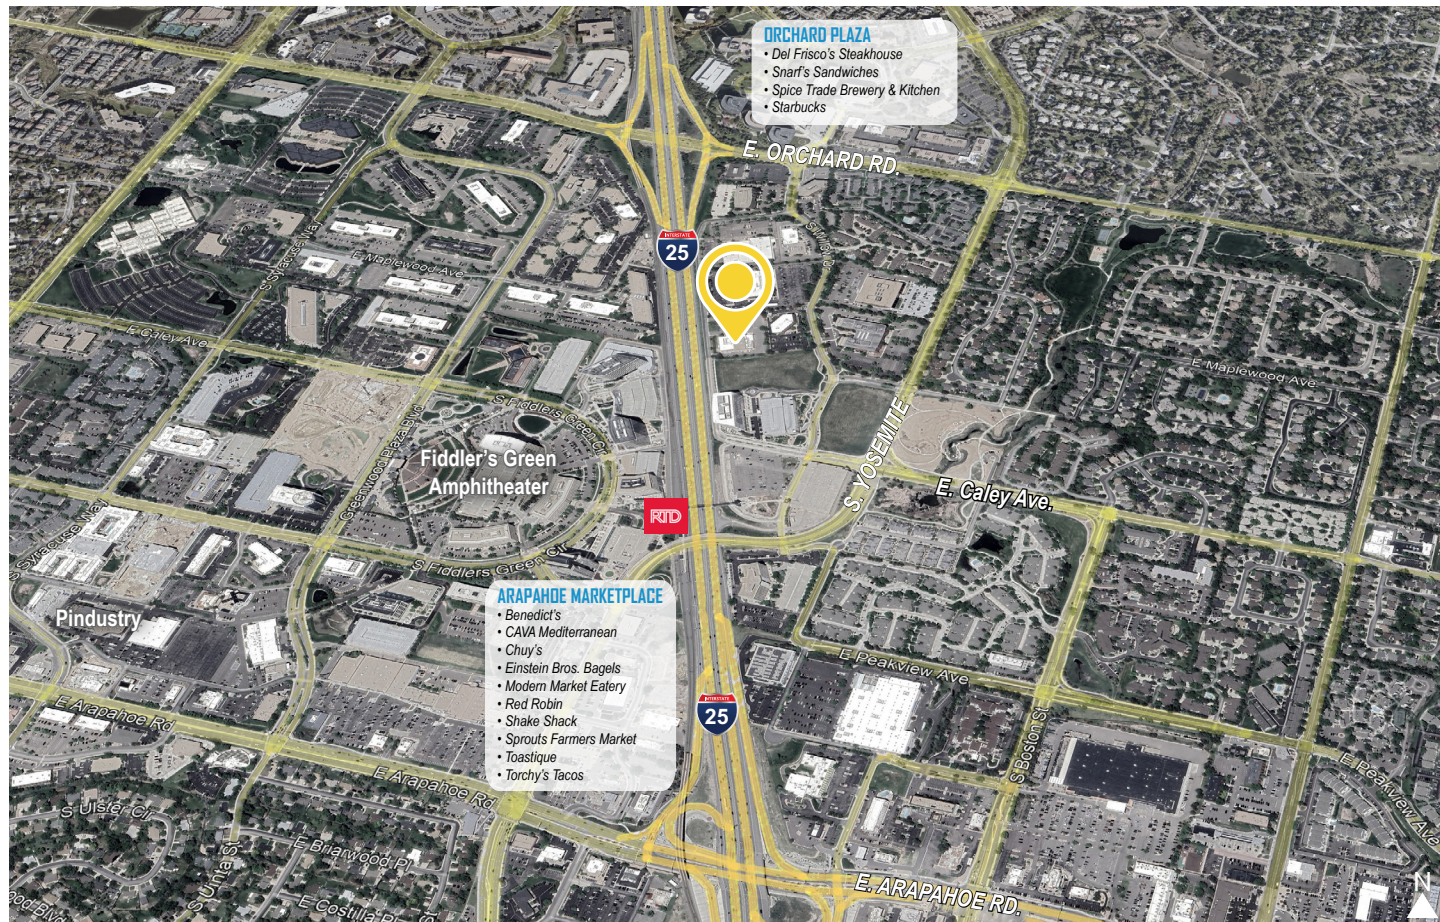 ORCHARD PLAZA
• Del Frisco's Steakhouse
• Snarf's Sandwiches
• Spice Trade Brewery & Kitchen
• Starbucks
E. ORCHARD RD.
INTERSTATE
25
S Syracuse Way
E Maplewood Ave
E Caley Ave
E Maplewood Ave
S Fiddlers Green Cir
Greenwood Plaza Blvd
Fiddler's Green
Amphitheater
S. YOSEMITE
E. Caley Ave.
RTD
S Syracuse Way
S Fiddlers Green Cir
ARAPAHOE MARKETPLACE
• Benedict's
• CAVA Mediterranean
• Chuy's
• Einstein Bros. Bagels
• Modern Market Eatery
• Red Robin
• Shake Shack
• Sprouts Farmers Market
• Toastique
• Torchy's Tacos
Pindustry
E Peakview Ave
INTERSTATE
25
E Arapahoe Rd
S Boston St
E Peakview Ave
E Arapahoe Rd
S Ulster Cir
S Uinta St
E Briarwood Pl
E Costilla
E. ARAPAHOE RD.
N